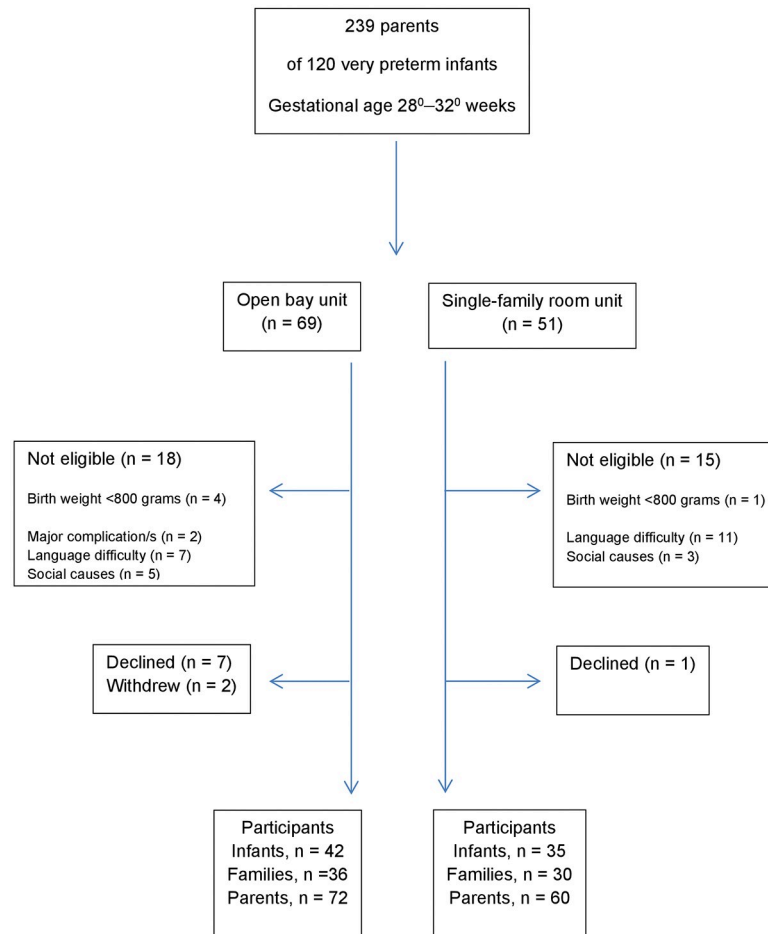 239 parents
of 120 very preterm infants
Gestational age 28⁰–32⁰ weeks
Open bay unit
(n = 69)
Single-family room unit
(n = 51)
Not eligible (n = 18)
Birth weight <800 grams (n = 4)
Major complication/s (n = 2)
Language difficulty (n = 7)
Social causes (n = 5)
Not eligible (n = 15)
Birth weight <800 grams (n = 1)
Language difficulty (n = 11)
Social causes (n = 3)
Declined (n = 7)
Withdrew (n = 2)
Declined (n = 1)
Participants
Infants, n = 42
Families, n =36
Parents, n = 72
Participants
Infants, n = 35
Families, n = 30
Parents, n = 60